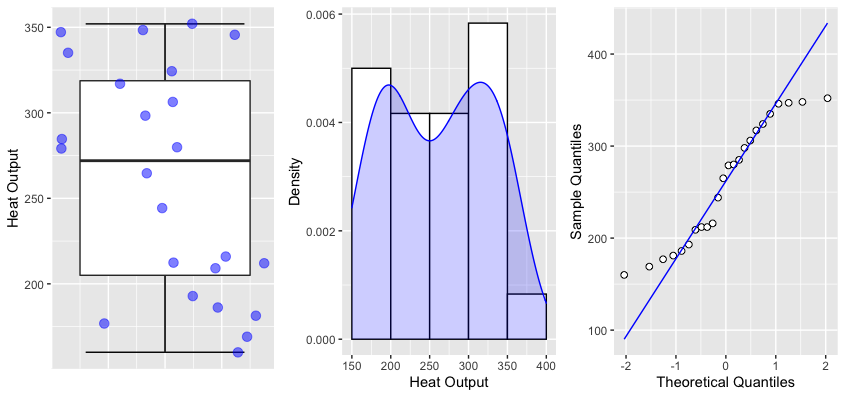 Heat Output
350
300
250
200
Density
0.006
0.004
0.002
0.000
150 200 250 300 350 400
Heat Output
Sample Quantiles
400
300
200
100
-2 -1 0 1 2
Theoretical Quantiles